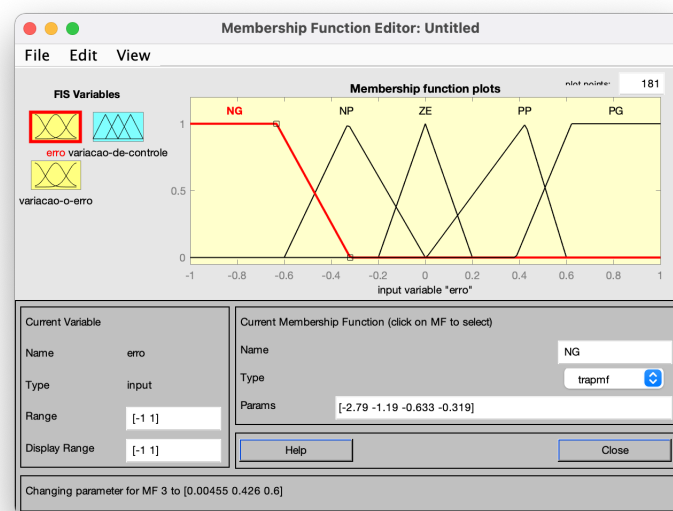 Membership Function Editor: Untitled
File Edit View
FIS Variables
Membership function plots
plot points: 181
NG NP ZE PP PG
erro variacao-de-controle
variacao-o-erro
1
0.5
0
-1 -0.8 -0.6 -0.4 -0.2 0 0.2 0.4 0.6 0.8 1
input variable "erro"
Current Variable
Name erro
Type input
Range [-1 1]
Display Range [-1 1]
Current Membership Function (click on MF to select)
Name NG
Type trapmf
Params [-2.79 -1.19 -0.633 -0.319]
Help Close
Changing parameter for MF 3 to [0.00455 0.426 0.6]